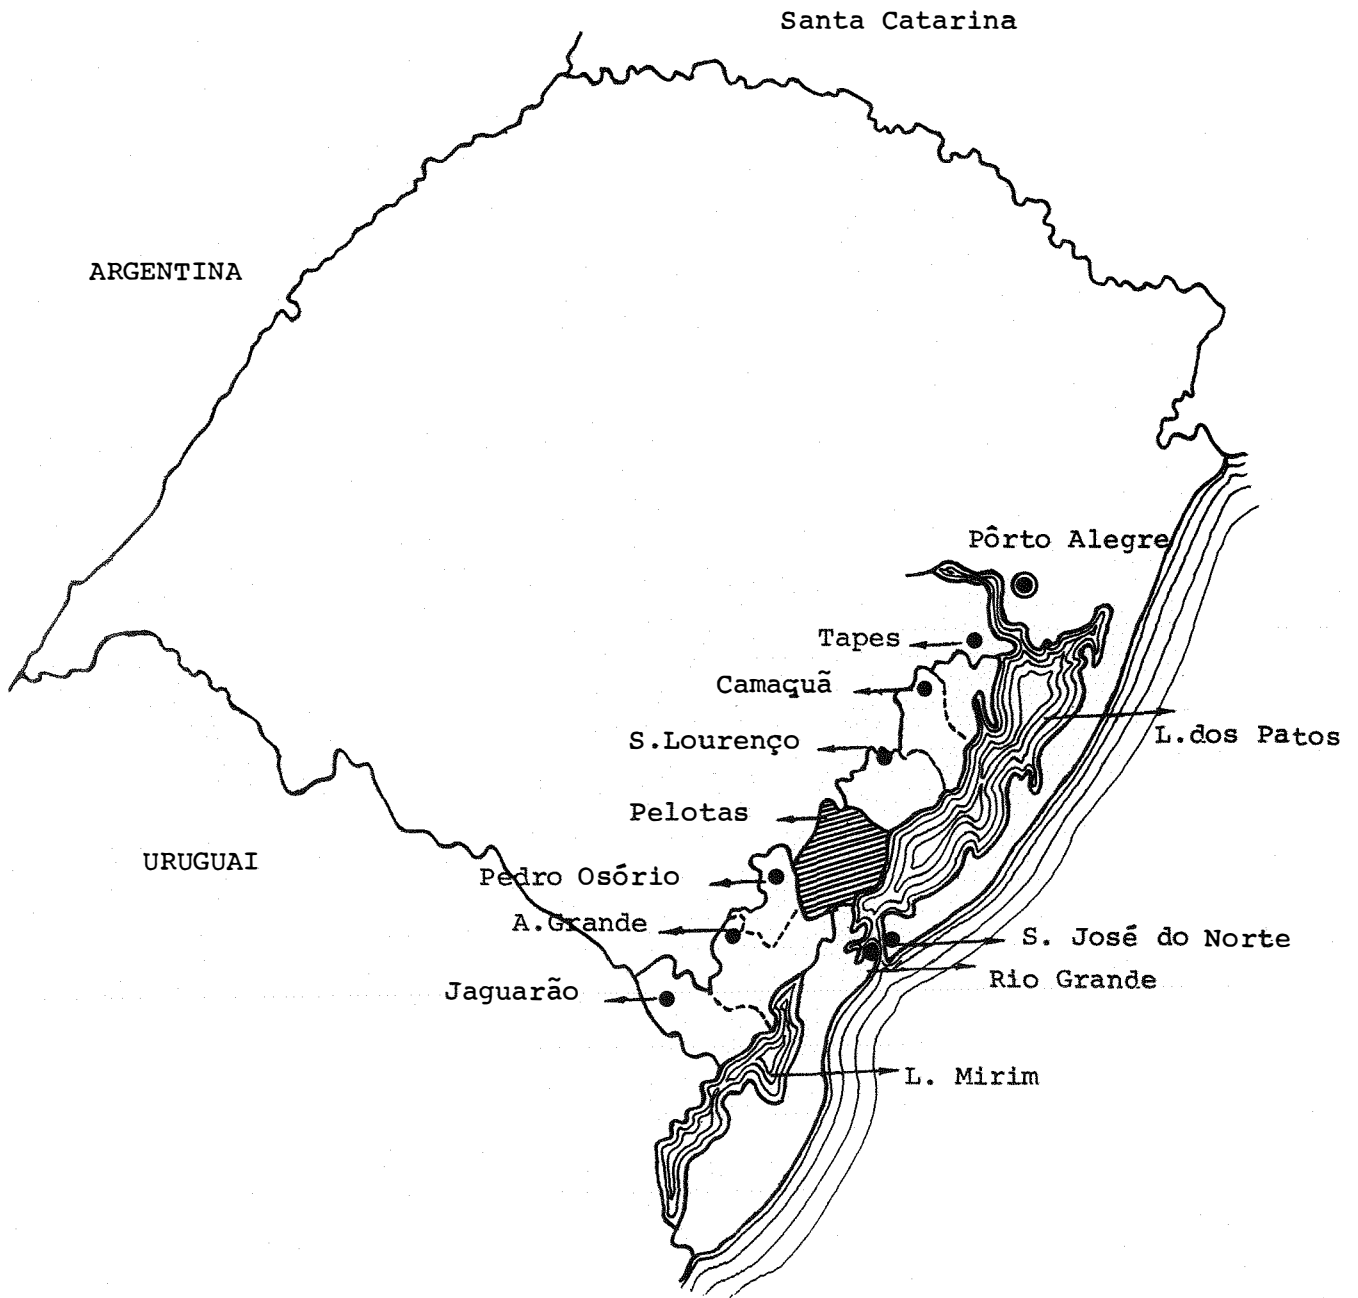 Santa Catarina
ARGENTINA
Pôrto Alegre
Tapes
Camaquã
L.dos Patos
S.Lourenço
Pelotas
URUGUAI
Pedro Osório
A.Grande
S. José do Norte
Rio Grande
Jaguarão
L. Mirim